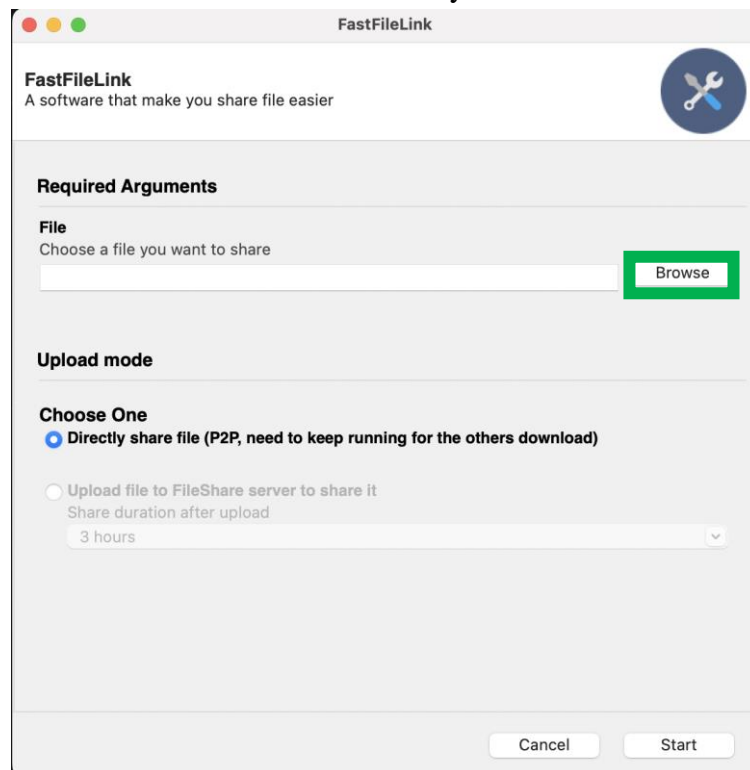 FastFileLink
FastFileLink
A software that make you share file easier
Required Arguments
File
Choose a file you want to share
Browse
Upload mode
Choose One
Directly share file (P2P, need to keep running for the others download)
Upload file to FileShare server to share it
Share duration after upload
3 hours
Cancel Start